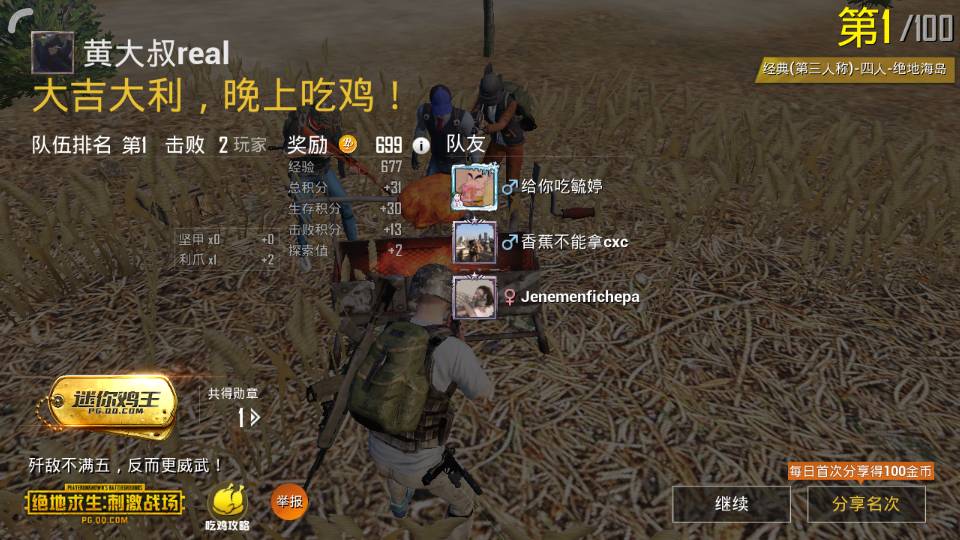 第1/100
经典(第三人称)-四人-绝地海岛
黄大叔real
大吉大利，晚上吃鸡！
队伍排名 第1 击败 2 玩家 奖励 699 队友
经验 677
总积分 +31
生存积分 +30
击败积分 +13
探索值 +2
坚甲 x0 +0
利爪 x1 +2
给你吃毓婷
香蕉不能拿cxc
Jenemenfichepa
迷你鸡王
PG.QQ.COM
共得勋章
1
歼敌不满五，反而更威武！
PLAYERUNKNOWN'S BATTLEGROUNDS
绝地求生:刺激战场
PG.QQ.COM
吃鸡攻略
举报
每日首次分享得100金币
继续
分享名次